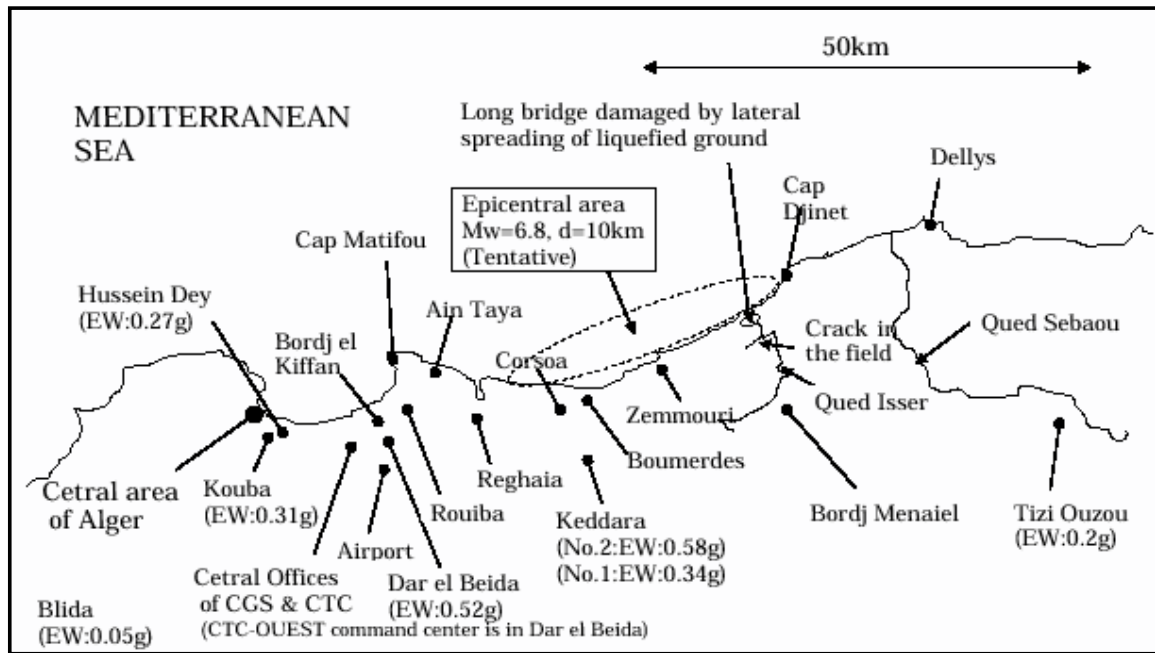 50km
MEDITERRANEAN
SEA
Long bridge damaged by lateral
spreading of liquefied ground
Dellys
Cap
Djinet
Epicentral area
Mw=6.8, d=10km
(Tentative)
Cap Matifou
Hussein Dey
(EW:0.27g)
Ain Taya
Bordj el
Kiffan
Corsoa
Crack in
the field
Qued Sebaou
Zemmouri
Qued Isser
Cetral area
of Alger
Kouba
(EW:0.31g)
Airport
Rouiba
Reghaia
Boumerdes
Keddara
(No.2:EW:0.58g)
(No.1:EW:0.34g)
Bordj Menaiel
Tizi Ouzou
(EW:0.2g)
Cetral Offices
of CGS & CTC
Dar el Beida
(EW:0.52g)
(CTC-OUEST command center is in Dar el Beida)
Blida
(EW:0.05g)